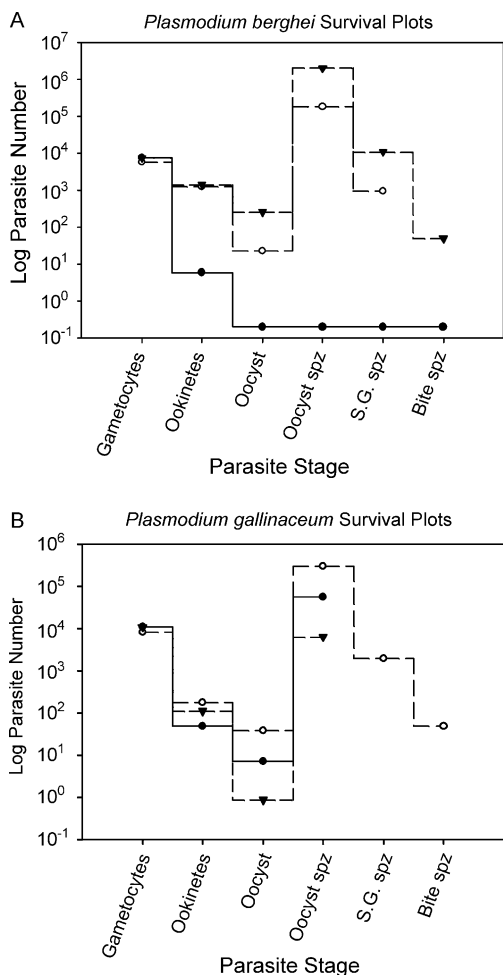 A
Plasmodium berghei Survival Plots
Log Parasite Number
10^7
10^6
10^5
10^4
10^3
10^2
10^1
10^0
10^-1
Gametocytes
Ookinetes
Oocyst
Oocyst spz
S.G. spz
Bite spz
Parasite Stage
B
Plasmodium gallinaceum Survival Plots
Log Parasite Number
10^6
10^5
10^4
10^3
10^2
10^1
10^0
10^-1
Gametocytes
Ookinetes
Oocyst
Oocyst spz
S.G. spz
Bite spz
Parasite Stage